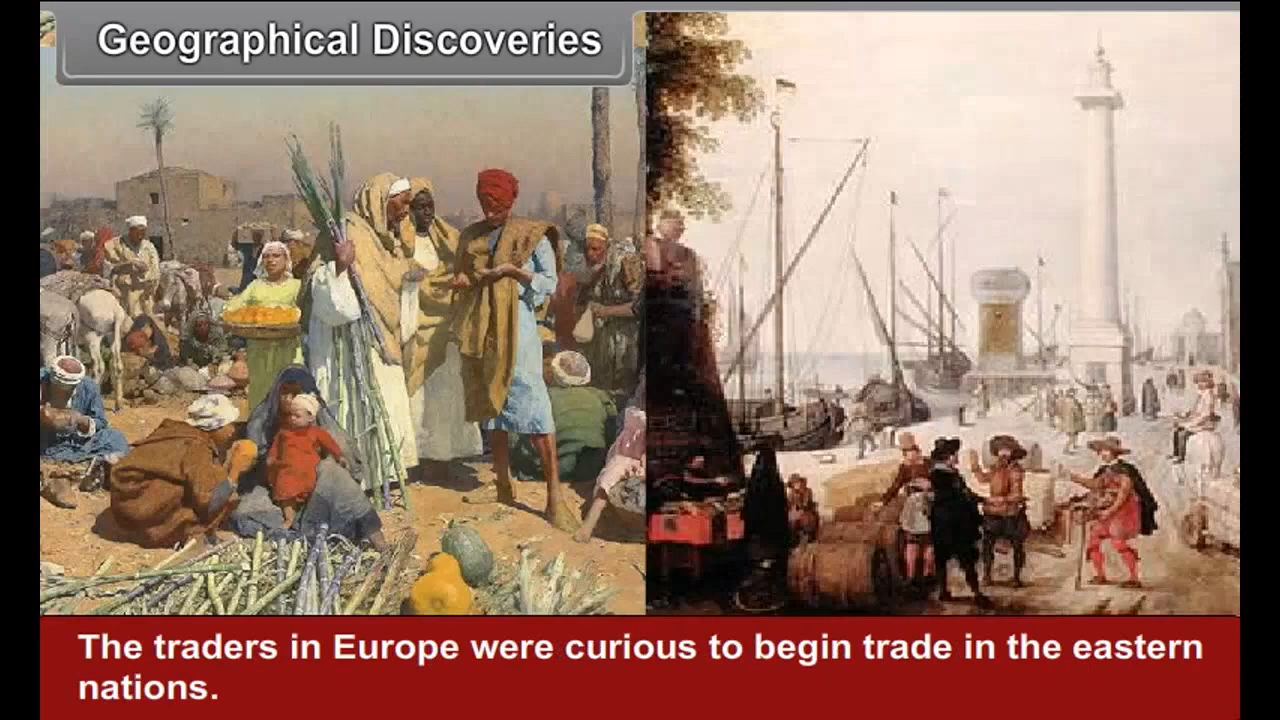 Geographical Discoveries
The traders in Europe were curious to begin trade in the eastern
nations.